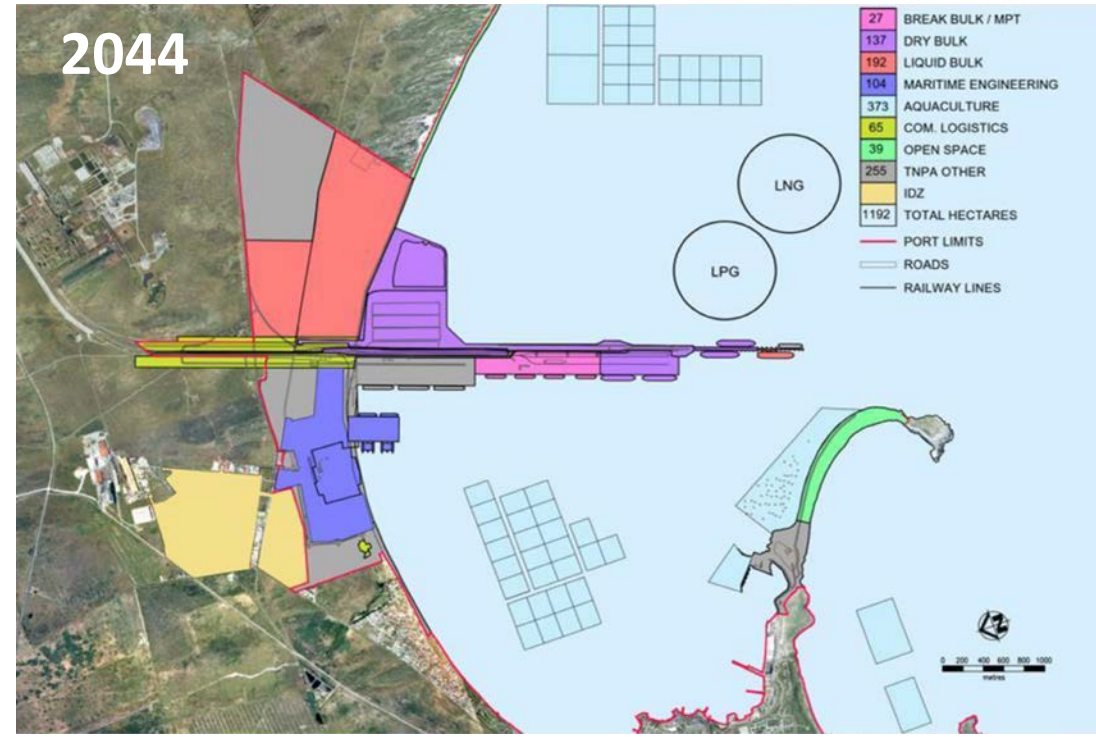 2044
27 BREAK BULK / MPT
137 DRY BULK
192 LIQUID BULK
104 MARITIME ENGINEERING
373 AQUACULTURE
65 COM. LOGISTICS
39 OPEN SPACE
255 TNPA OTHER
IDZ
1192 TOTAL HECTARES
PORT LIMITS
ROADS
RAILWAY LINES
LNG
LPG
N
0 200 400 600 800 1000
metres